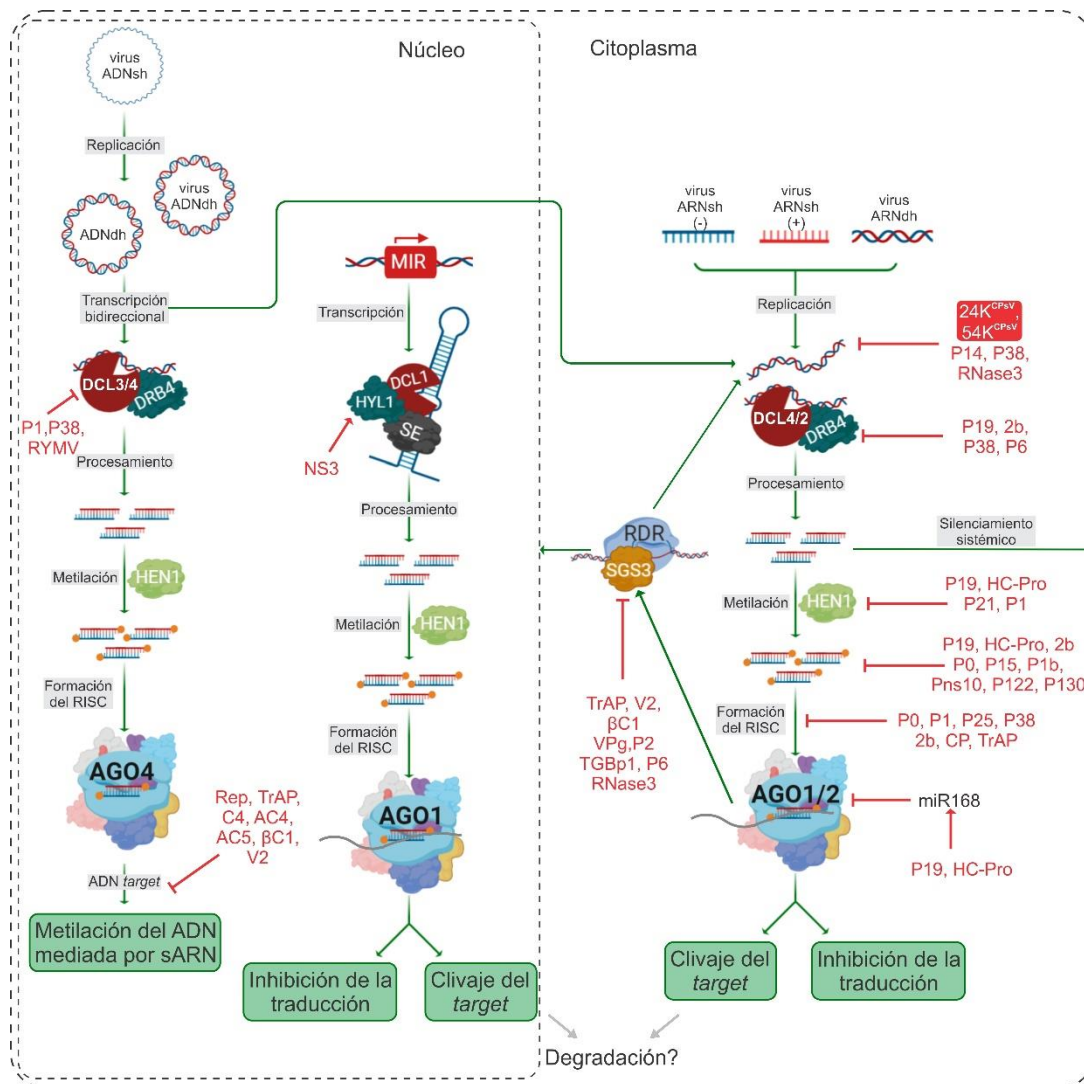 Núcleo
Citoplasma
virus
ADNsh
Replicación
virus
ADNdh
ADNdh
Transcripción
bidireccional
DCL3/4
DRB4
P1,P38,
RYMV
Procesamiento
Metilación
HEN1
Formación
del RISC
AGO4
Rep, TrAP,
C4, AC4,
AC5, βC1,
V2
ADN target
Metilación del ADN
mediada por sARN
MIR
Transcripción
DCL1
HYL1
SE
NS3
Procesamiento
Metilación
HEN1
Formación
del RISC
AGO1
Inhibición de la
traducción
Clivaje del
target
virus
ARNsh
(-)
virus
ARNsh
(+)
virus
ARNdh
Replicación
24K CPsV,
54K CPsV
P14, P38,
RNase3
DCL4/2
DRB4
P19, 2b,
P38, P6
Procesamiento
RDR
SGS3
TrAP, V2,
βC1
VPg,P2
TGBp1, P6
RNase3
Silenciamiento
sistémico
Metilación
HEN1
P19, HC-Pro
P21, P1
P19, HC-Pro, 2b
P0, P15, P1b,
Pns10, P122, P130
Formación
del RISC
P0, P1, P25, P38
2b, CP, TrAP
AGO1/2
miR168
P19, HC-Pro
Clivaje del
target
Inhibición de la
traducción
Degradación?